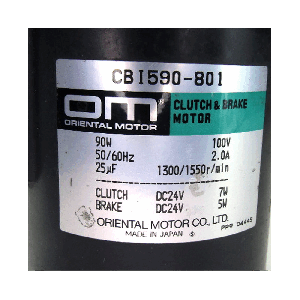 CBI590-801
OM®
ORIENTAL MOTOR
CLUTCH & BRAKE
MOTOR
90W 100V
50/60Hz 2.0A
25µF 1300/1550r/min
CLUTCH DC24V 7W
BRAKE DC24V 5W
ORIENTAL MOTOR CO., LTD.
MADE IN JAPAN